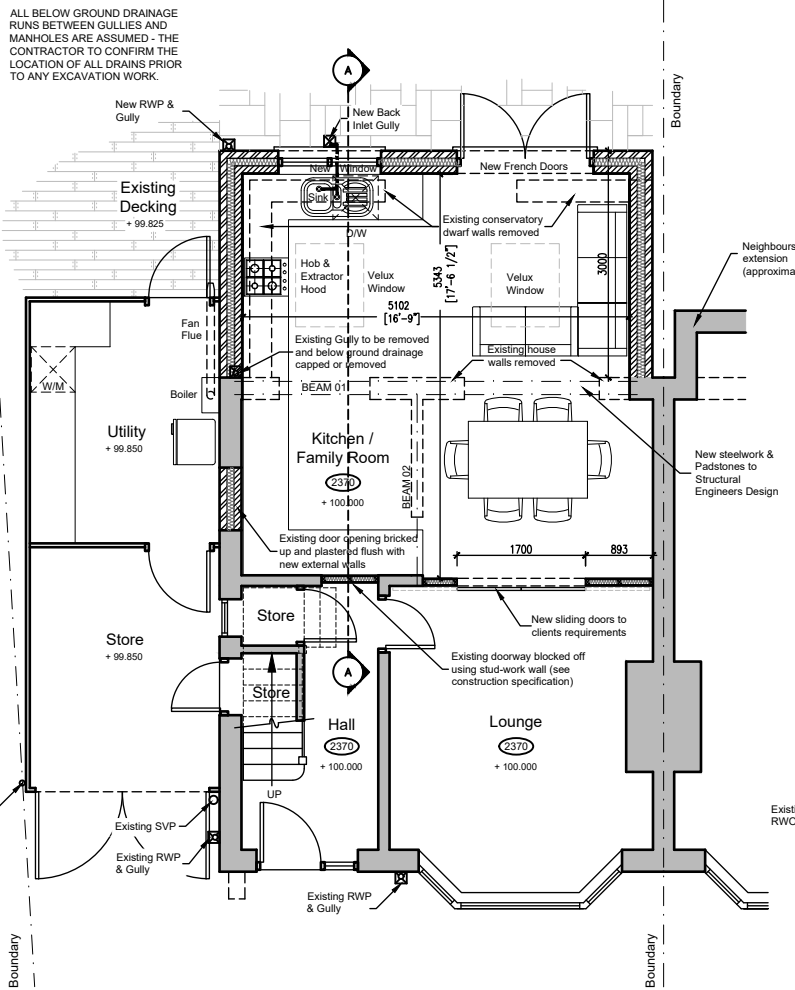 ALL BELOW GROUND DRAINAGE
RUNS BETWEEN GULLIES AND
MANHOLES ARE ASSUMED - THE
CONTRACTOR TO CONFIRM THE
LOCATION OF ALL DRAINS PRIOR
TO ANY EXCAVATION WORK.
A
Boundary
New RWP &
Gully
New Back
Inlet Gully
New Window
New French Doors
Existing
Decking
+ 99.825
Sink
D/W
Existing conservatory
dwarf walls removed
Neighbours
extension
(approxima
Hob &
Extractor
Hood
Velux
Window
5343
[17'-6 1/2"]
Velux
Window
3000
5102
[16'-9"]
Fan
Flue
Existing Gully to be removed
and below ground drainage
capped or removed
Existing house
walls removed
W/M
Boiler
BEAM 01
Utility
+ 99.850
Kitchen /
Family Room
2370
+ 100.000
BEAM 02
New steelwork &
Padstones to
Structural
Engineers Design
Existing door opening bricked
up and plastered flush with
new external walls
1700
893
Store
+ 99.850
Store
New sliding doors to
clients requirements
Existing doorway blocked off
using stud-work wall (see
construction specification)
A
Store
Hall
2370
+ 100.000
Lounge
2370
+ 100.000
UP
Existing SVP
Existing RWP
& Gully
Existi
RWC
Existing RWP
& Gully
Boundary
Boundary